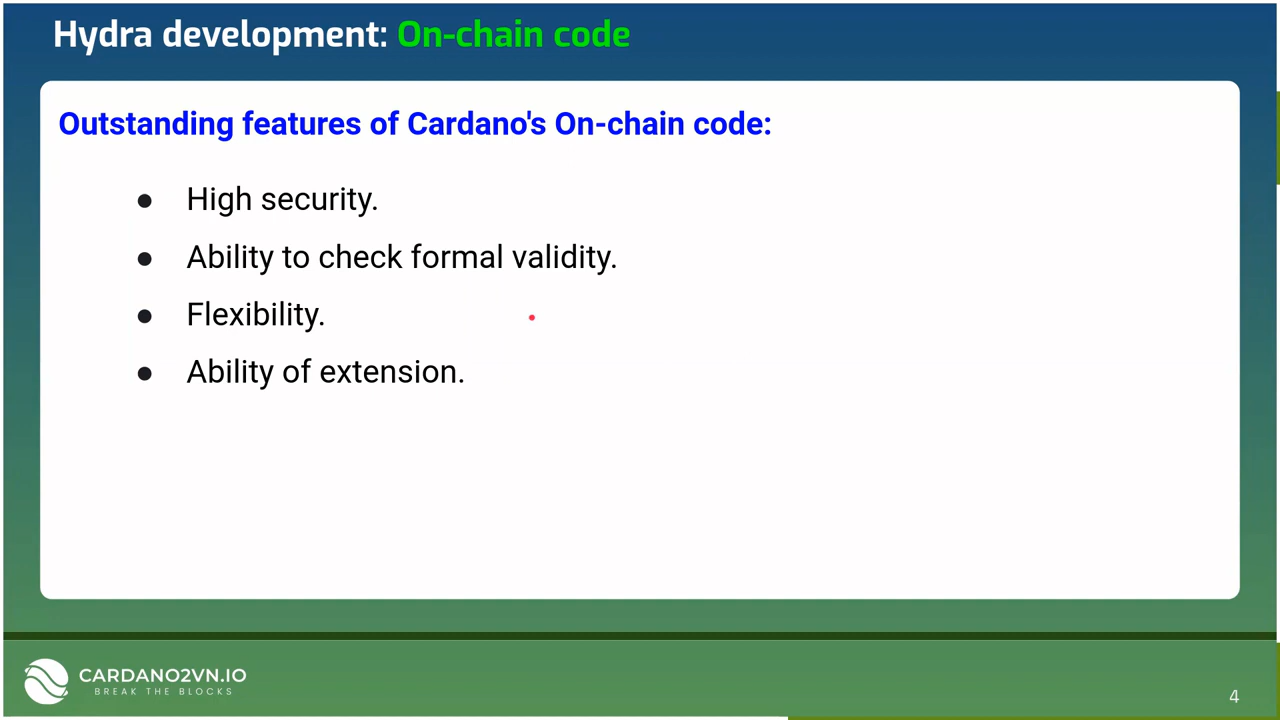 Hydra development: On-chain code
Outstanding features of Cardano's On-chain code:
● High security.
● Ability to check formal validity.
● Flexibility.
● Ability of extension.
CARDANO2VN.IO
BREAK THE BLOCKS
4